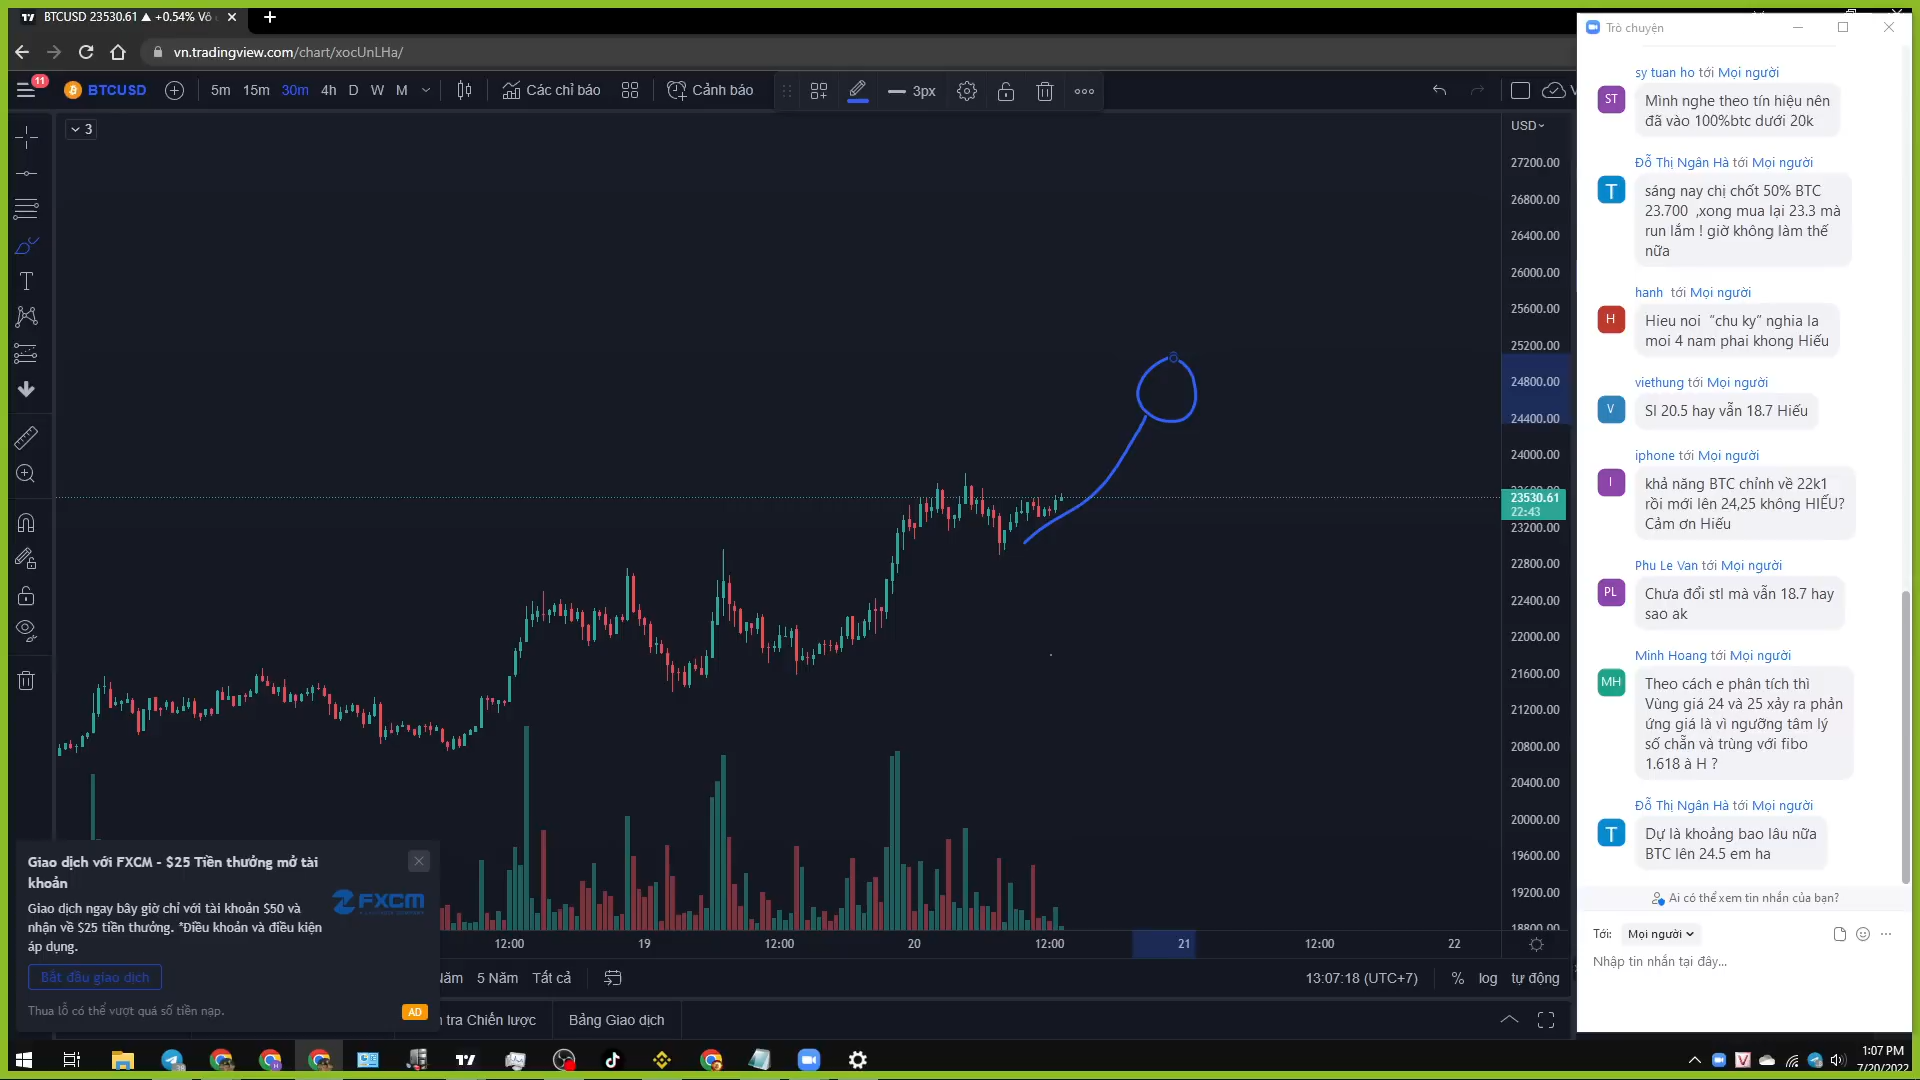 BTCUSD 23530.61 ▲ +0.54% Vô
vn.tradingview.com/chart/xocUnLHa/
11
BTCUSD
5m 15m 30m 4h D W M
Các chỉ báo
Cảnh báo
3px
3
USD
27200.00
26800.00
26400.00
26000.00
25600.00
25200.00
24800.00
24400.00
24000.00
23530.61
22:43
23200.00
22800.00
22400.00
22000.00
21600.00
21200.00
20800.00
20400.00
20000.00
19600.00
19200.00
18800.00
12:00 19 12:00 20 12:00 21 12:00 22
Năm 5 Năm Tất cả
13:07:18 (UTC+7) % log tự động
tra Chiến lược
Bảng Giao dịch
Giao dịch với FXCM - $25 Tiền thưởng mở tài
khoản
Giao dịch ngay bây giờ chỉ với tài khoản $50 và
nhận về $25 tiền thưởng. *Điều khoản và điều kiện
áp dụng.
FXCM
Bắt đầu giao dịch
Thua lỗ có thể vượt quá số tiền nạp.
AD
Trò chuyện
sy tuan ho tới Mọi người
ST
Mình nghe theo tín hiệu nên
đã vào 100%btc dưới 20k
Đỗ Thị Ngân Hà tới Mọi người
T
sáng nay chị chốt 50% BTC
23.700 ,xong mua lại 23.3 mà
run lắm ! giờ không làm thế
nữa
hanh tới Mọi người
H
Hieu noi "chu ky" nghia la
moi 4 nam phai khong Hiếu
viethung tới Mọi người
V
Sl 20.5 hay vẫn 18.7 Hiếu
iphone tới Mọi người
I
khả năng BTC chỉnh về 22k1
rồi mới lên 24,25 không HIẾU?
Cảm ơn Hiếu
Phu Le Van tới Mọi người
PL
Chưa đổi stl mà vẫn 18.7 hay
sao ak
Minh Hoang tới Mọi người
MH
Theo cách e phân tích thì
Vùng giá 24 và 25 xảy ra phản
ứng giá là vì ngưỡng tâm lý
số chẵn và trùng với fibo
1.618 à H ?
Đỗ Thị Ngân Hà tới Mọi người
T
Dự là khoảng bao lâu nữa
BTC lên 24.5 em ha
Ai có thể xem tin nhắn của bạn?
Tới: Mọi người
Nhập tin nhắn tại đây...
1:07 PM
7/20/2022